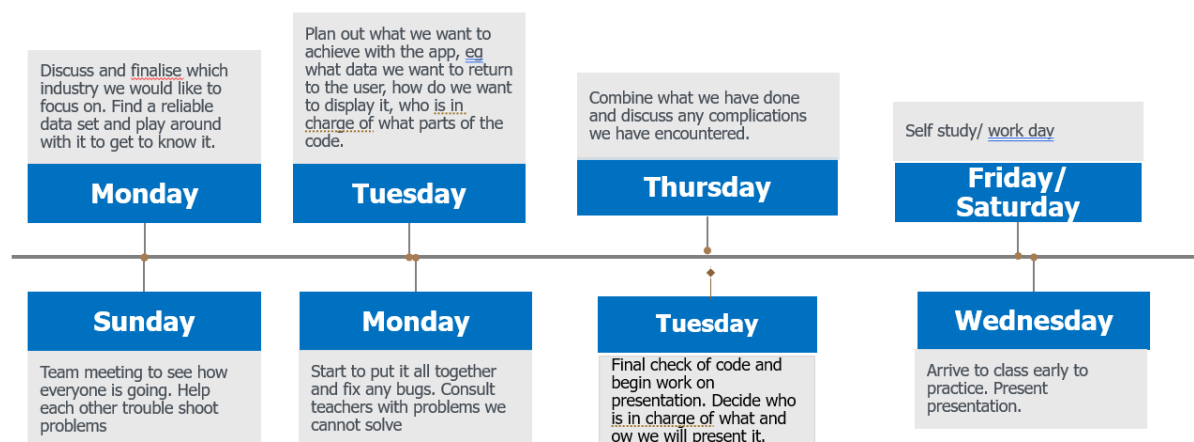 Discuss and finalise which
industry we would like to
focus on. Find a reliable
data set and play around
with it to get to know it.
Monday
Plan out what we want to
achieve with the app, eg
what data we want to return
to the user, how do we want
to display it, who is in
charge of what parts of the
code.
Tuesday
Combine what we have done
and discuss any complications
we have encountered.
Thursday
Self study/ work day
Friday/
Saturday
Sunday
Team meeting to see how
everyone is going. Help
each other trouble shoot
problems
Monday
Start to put it all together
and fix any bugs. Consult
teachers with problems we
cannot solve
Tuesday
Final check of code and
begin work on
presentation. Decide who
is in charge of what and
ow we will present it.
Wednesday
Arrive to class early to
practice. Present
presentation.